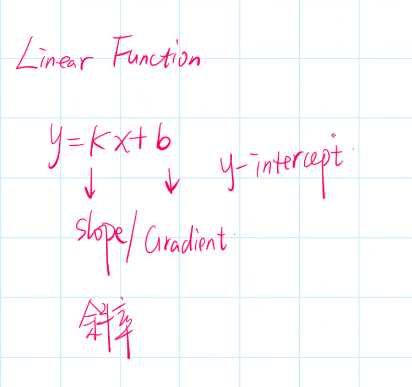 Linear Function
y=kx+b
↓ ↓ y-intercept
slope/Gradient
斜率